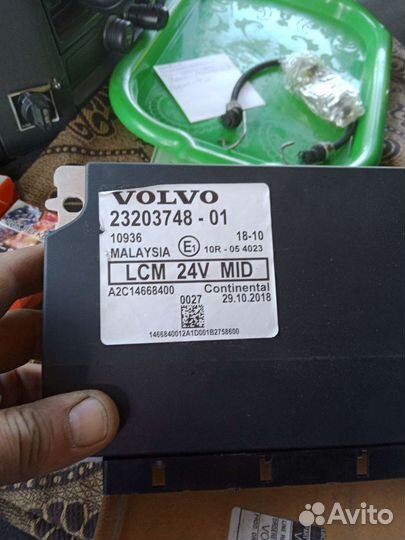 VOLVO
23203748 - 01
10936 18-10
MALAYSIA E1 10R - 05 4023
LCM 24V MID
A2C14668400 Continental
0027 29.10.2018
1466840012A1D001B2758600
Avito